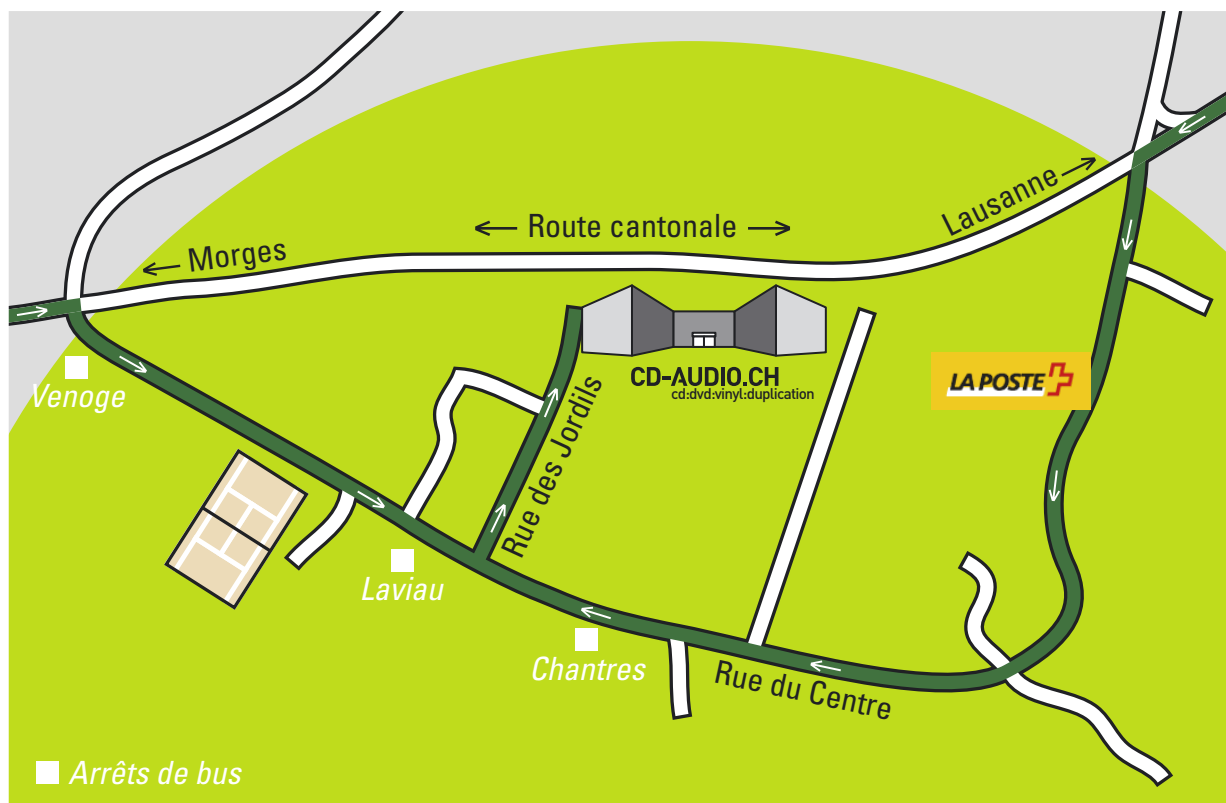 Lausanne
Route cantonale
Morges
CD-AUDIO.CH
cd:dvd:vinyl:duplication
LA POSTE
Venoge
Rue des Jordils
Laviau
Chantres
Rue du Centre
Arrêts de bus